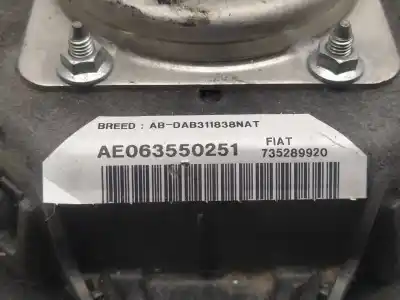 BREED : AB-DAB311838NAT
AE063550251
FIAT
735289920